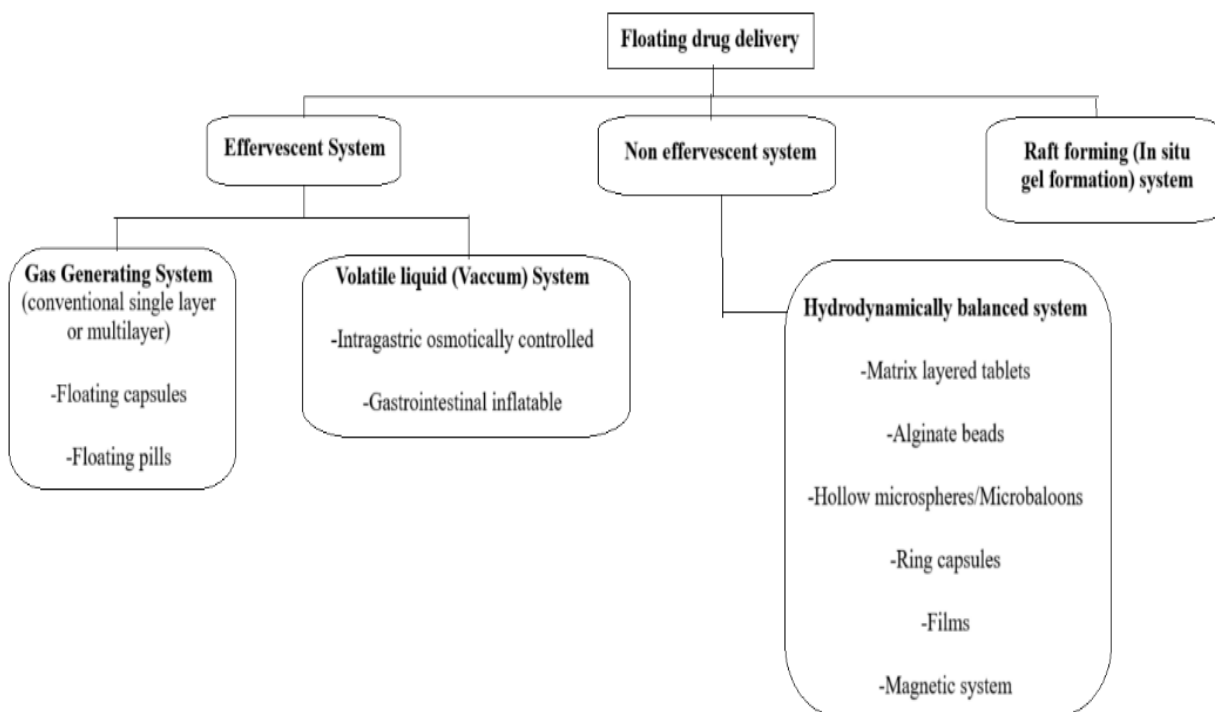 Floating drug delivery
Effervescent System
Non effervescent system
Raft forming (In situ
gel formation) system
Gas Generating System
(conventional single layer
or multilayer)
-Floating capsules
-Floating pills
Volatile liquid (Vaccum) System
-Intragastric osmotically controlled
-Gastrointestinal inflatable
Hydrodynamically balanced system
-Matrix layered tablets
-Alginate beads
-Hollow microspheres/Microbaloons
-Ring capsules
-Films
-Magnetic system